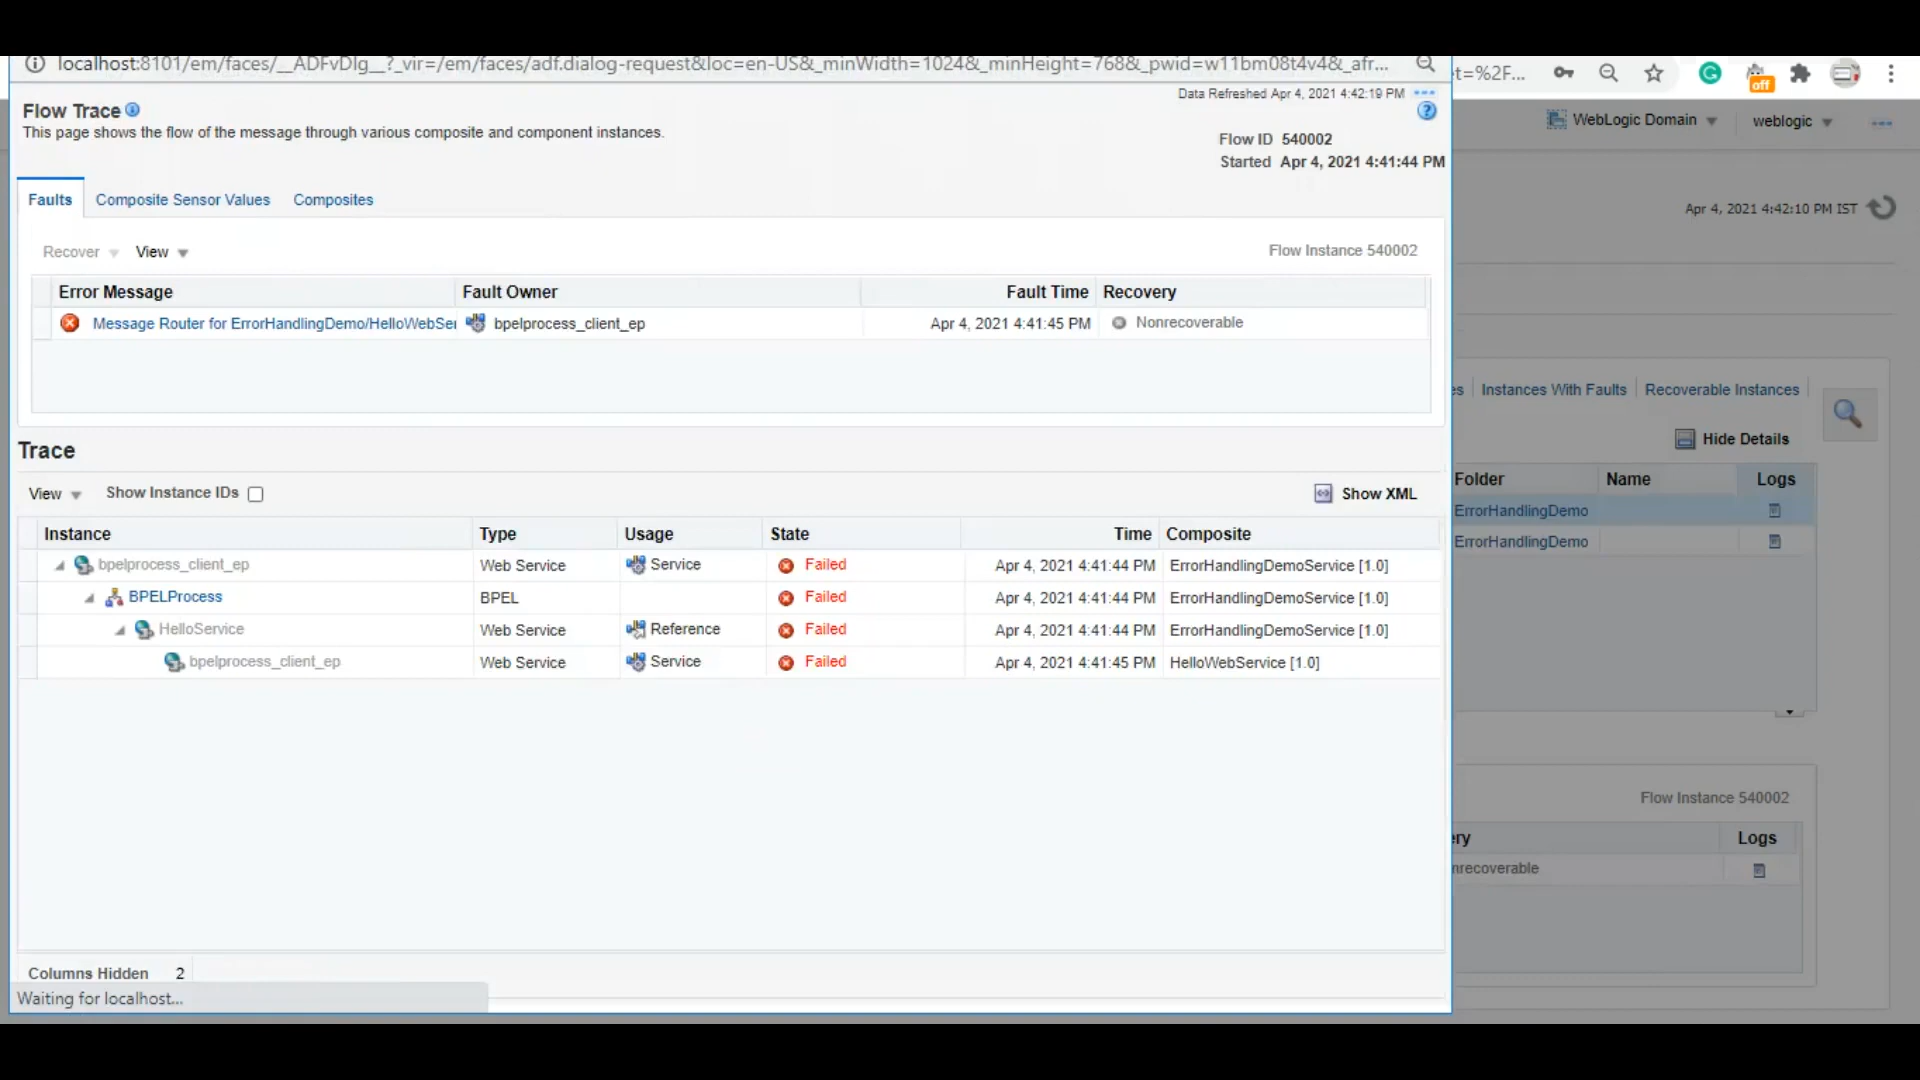 localhost:8101/em/faces/__ADFvDlg__?_vir=/em/faces/adf.dialog-request&loc=en-US&_minWidth=1024&_minHeight=768&_pwid=w11bm08t4v4&_afr...
t=%2F...
off
Data Refreshed Apr 4, 2021 4:42:19 PM
Flow Trace
This page shows the flow of the message through various composite and component instances.
Flow ID 540002
Started Apr 4, 2021 4:41:44 PM
WebLogic Domain
weblogic
Apr 4, 2021 4:42:10 PM IST
Faults Composite Sensor Values Composites
Recover View
Flow Instance 540002
Error Message Fault Owner Fault Time Recovery
Message Router for ErrorHandlingDemo/HelloWebSer bpelprocess_client_ep Apr 4, 2021 4:41:45 PM Nonrecoverable
es Instances With Faults Recoverable Instances
Hide Details
Trace
View Show Instance IDs Show XML
Folder Name Logs
ErrorHandlingDemo
ErrorHandlingDemo
Instance Type Usage State Time Composite
bpelprocess_client_ep Web Service Service Failed Apr 4, 2021 4:41:44 PM ErrorHandlingDemoService [1.0]
BPELProcess BPEL Failed Apr 4, 2021 4:41:44 PM ErrorHandlingDemoService [1.0]
HelloService Web Service Reference Failed Apr 4, 2021 4:41:44 PM ErrorHandlingDemoService [1.0]
bpelprocess_client_ep Web Service Service Failed Apr 4, 2021 4:41:45 PM HelloWebService [1.0]
Flow Instance 540002
ery Logs
nrecoverable
Columns Hidden 2
Waiting for localhost...